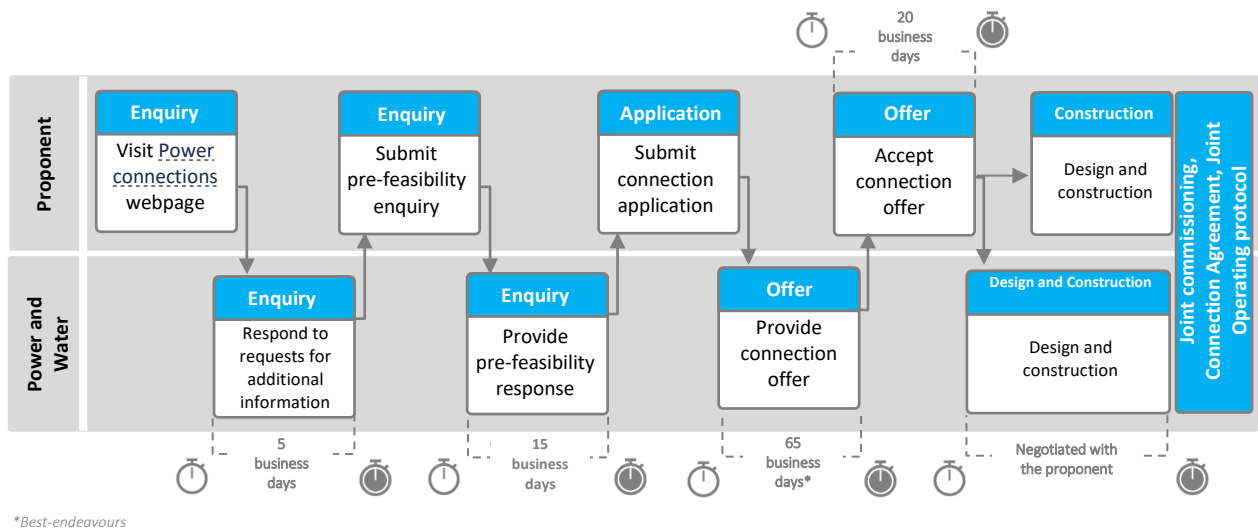 20
business
days
Proponent
Enquiry
Visit Power
connections
webpage
Enquiry
Submit
pre-feasibility
enquiry
Application
Submit
connection
application
Offer
Accept
connection
offer
Construction
Design and
construction
Joint commissioning,
Connection Agreement, Joint
Operating protocol
Power and
Water
Enquiry
Respond to
requests for
additional
information
Enquiry
Provide
pre-feasibility
response
Offer
Provide
connection
offer
Design and Construction
Design and
construction
5
business
days
15
business
days
65
business
days*
Negotiated with
the proponent
*Best-endeavours